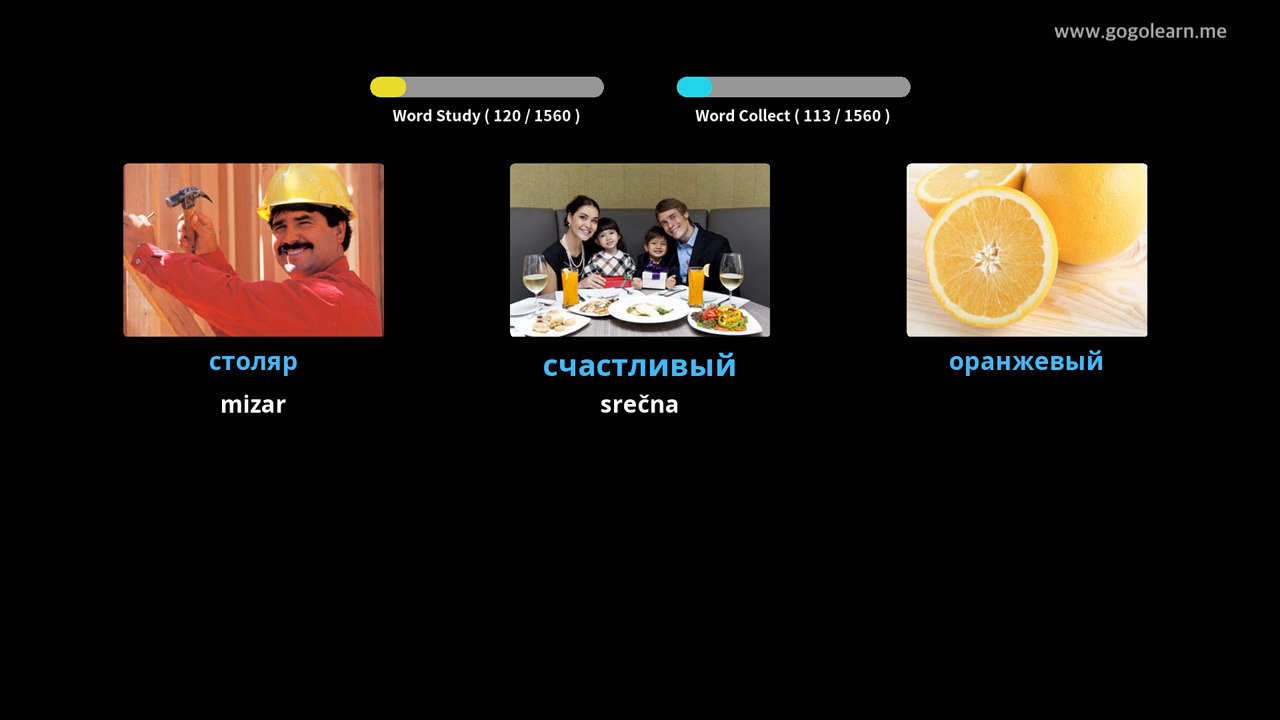 www.gogolearn.me
Word Study ( 120 / 1560 )
Word Collect ( 113 / 1560 )
столяр
счастливый
оранжевый
mizar
srečna